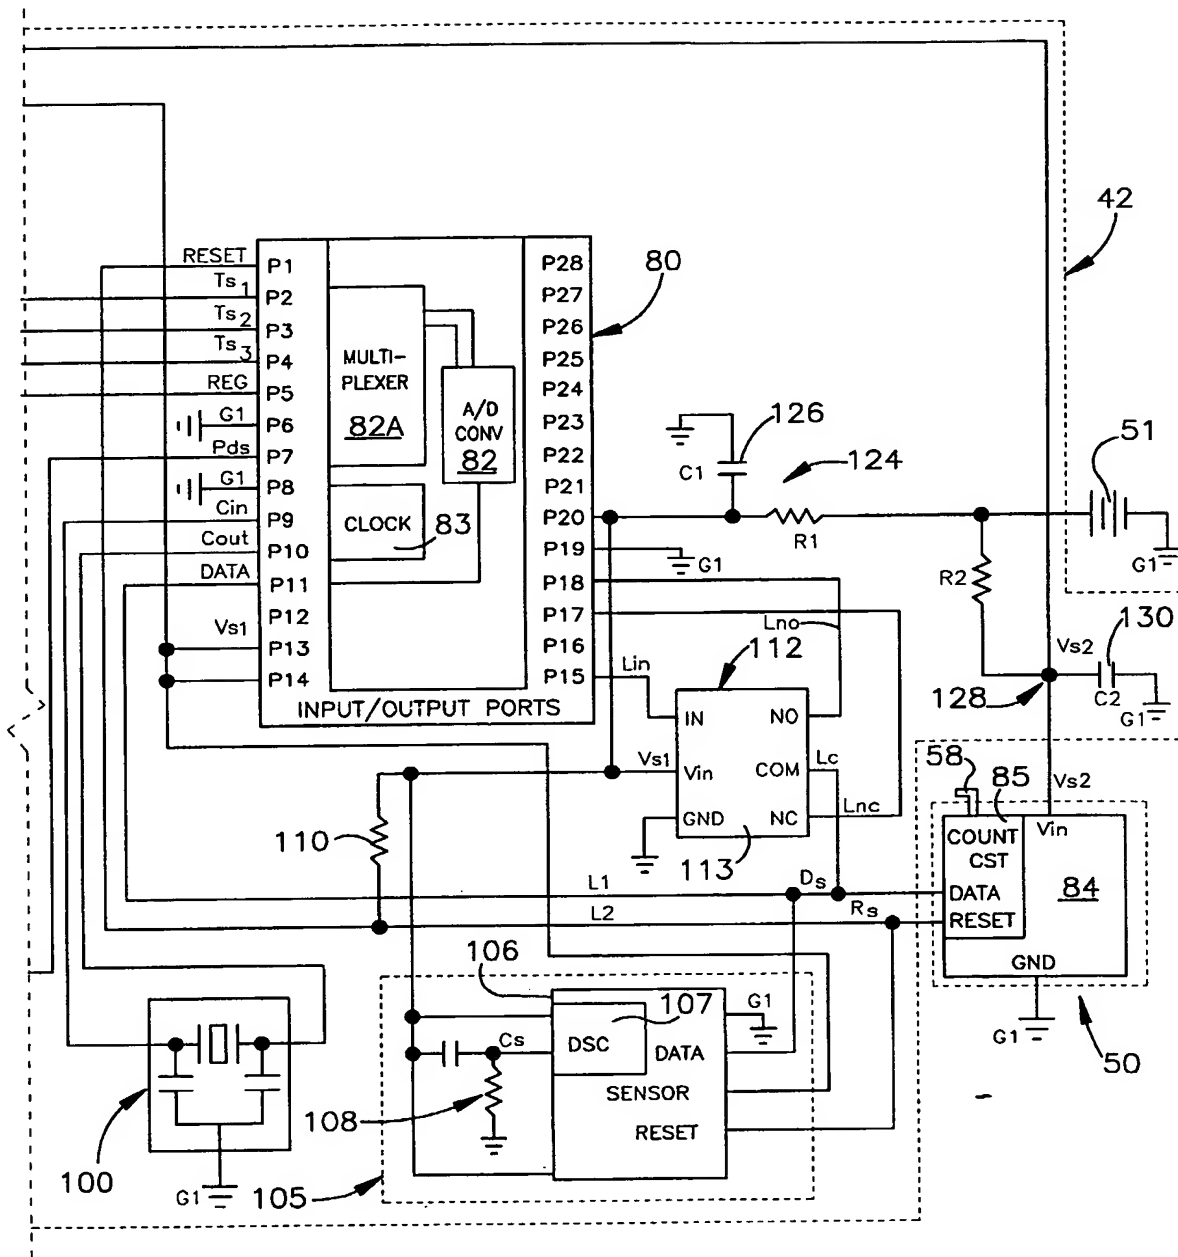 42
RESET P1 P28 80
Ts1 P2 P27
Ts2 P3 P26
Ts3 P4 MULTI- P25
REG P5 PLEXER P24
G1 P6 82A A/D P23 126 51
Pds P7 CONV P22 C1 124
G1 P8 82 P21
Cin P9 CLOCK P20
Cout P10 83 P19 G1 R1 G1
DATA P11 P18 R2
P12 P17 Lno 130
Vs1 P13 P16 112 Vs2
P14 Lin P15 128 C2
INPUT/OUTPUT PORTS IN NO G1
Vs1 Vin COM Lc 58 85 Vs2
110 GND NC Lnc COUNT Vin
113 CST
L1 Ds DATA 84
L2 Rs RESET
GND
106 107 G1
Cs DSC DATA G1 50
SENSOR
108 RESET
100 G1 105